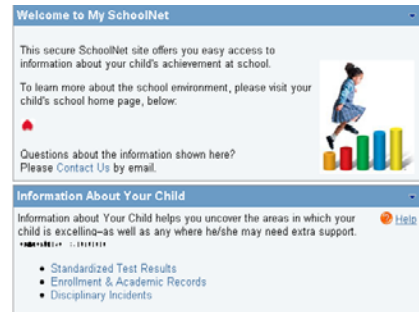 Welcome to My SchoolNet
This secure SchoolNet site offers you easy access to
information about your child's achievement at school.
To learn more about the school environment, please visit your
child's school home page, below:
Questions about the information shown here?
Please Contact Us by email.
Information About Your Child
Information about Your Child helps you uncover the areas in which your
child is excelling–as well as any where he/she may need extra support.
Help
Standardized Test Results
Enrollment & Academic Records
Disciplinary Incidents